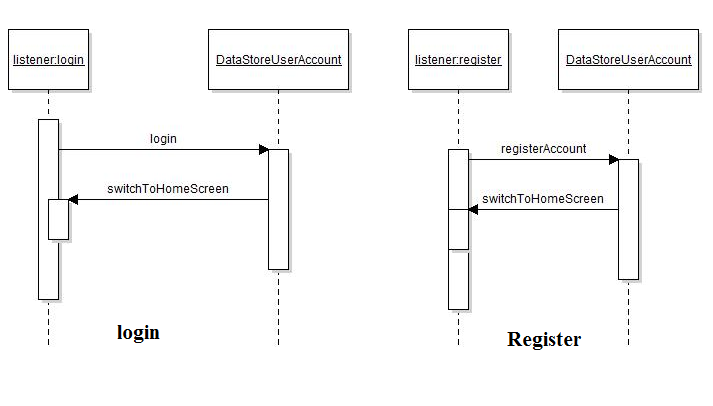 listener:login
DataStoreUserAccount
login
switchToHomeScreen
login
listener:register
DataStoreUserAccount
registerAccount
switchToHomeScreen
Register